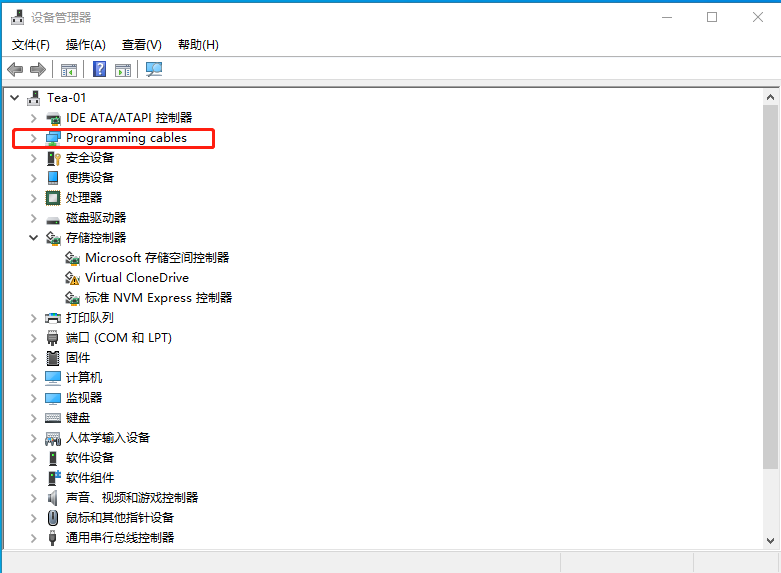 设备管理器
文件(F) 操作(A) 查看(V) 帮助(H)
Tea-01
IDE ATA/ATAPI 控制器
Programming cables
安全设备
便携设备
处理器
磁盘驱动器
存储控制器
Microsoft 存储空间控制器
Virtual CloneDrive
标准 NVM Express 控制器
打印队列
端口 (COM 和 LPT)
固件
计算机
监视器
键盘
人体学输入设备
软件设备
软件组件
声音、视频和游戏控制器
鼠标和其他指针设备
通用串行总线控制器